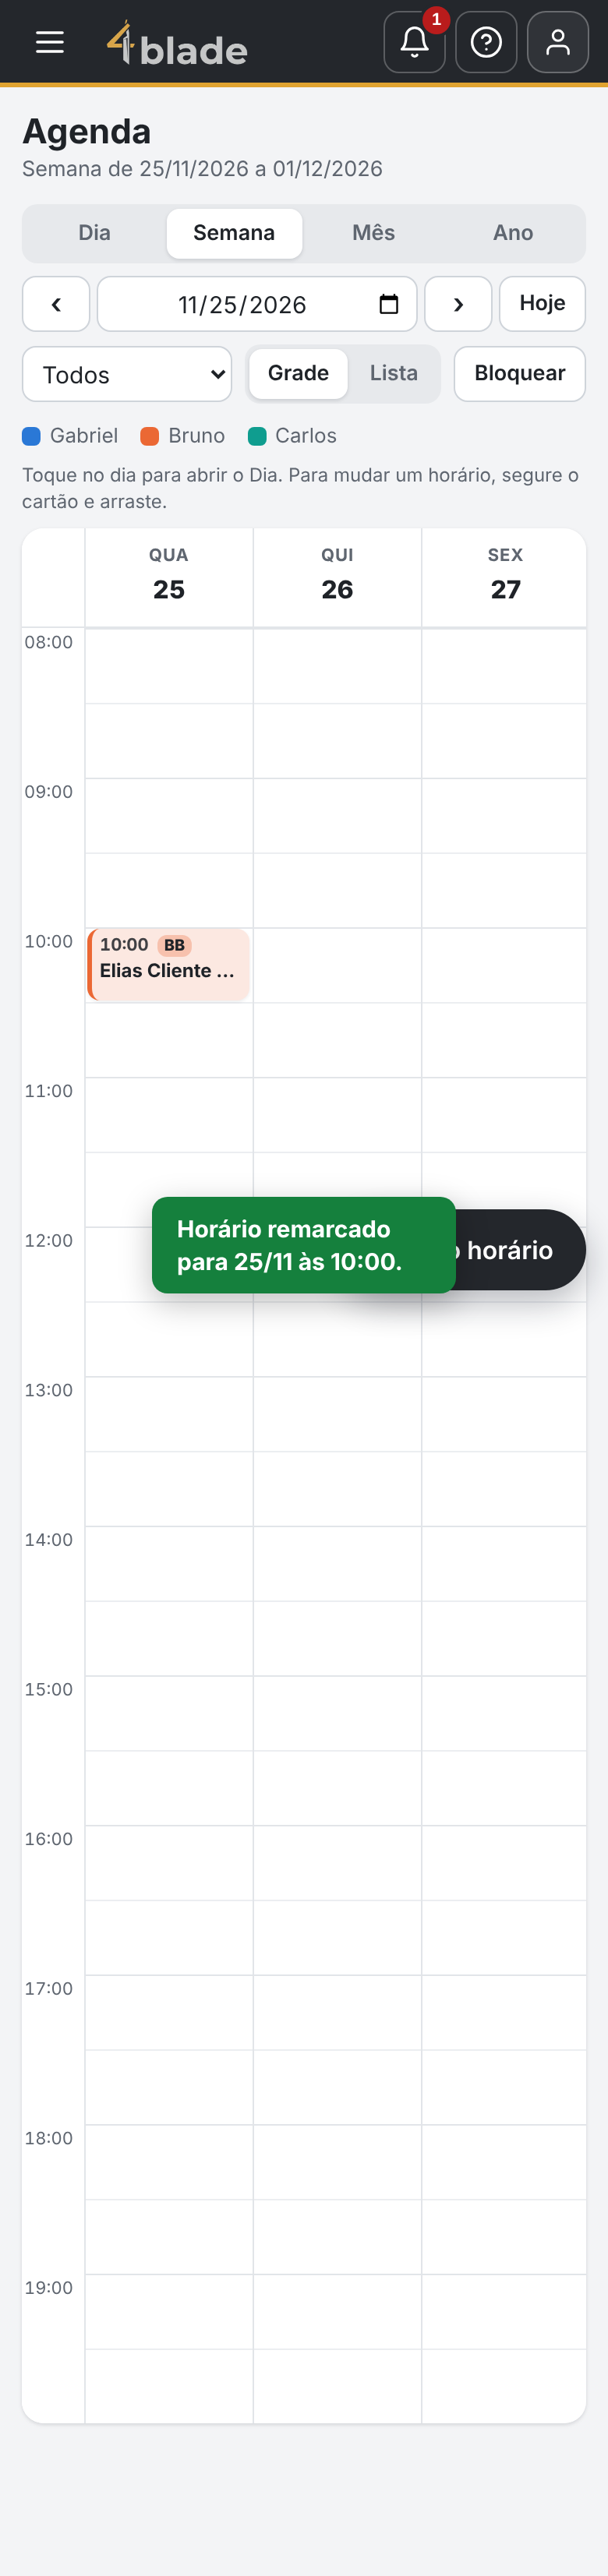 1
4blade
Agenda
Semana de 25/11/2026 a 01/12/2026
Dia Semana Mês Ano
‹ 11/25/2026 › Hoje
Todos Grade Lista Bloquear
Gabriel Bruno Carlos
Toque no dia para abrir o Dia. Para mudar um horário, segure o
cartão e arraste.
QUA QUI SEX
25 26 27
08:00
09:00
10:00
10:00 BB
Elias Cliente ...
11:00
12:00
Horário remarcado
para 25/11 às 10:00.
horário
13:00
14:00
15:00
16:00
17:00
18:00
19:00